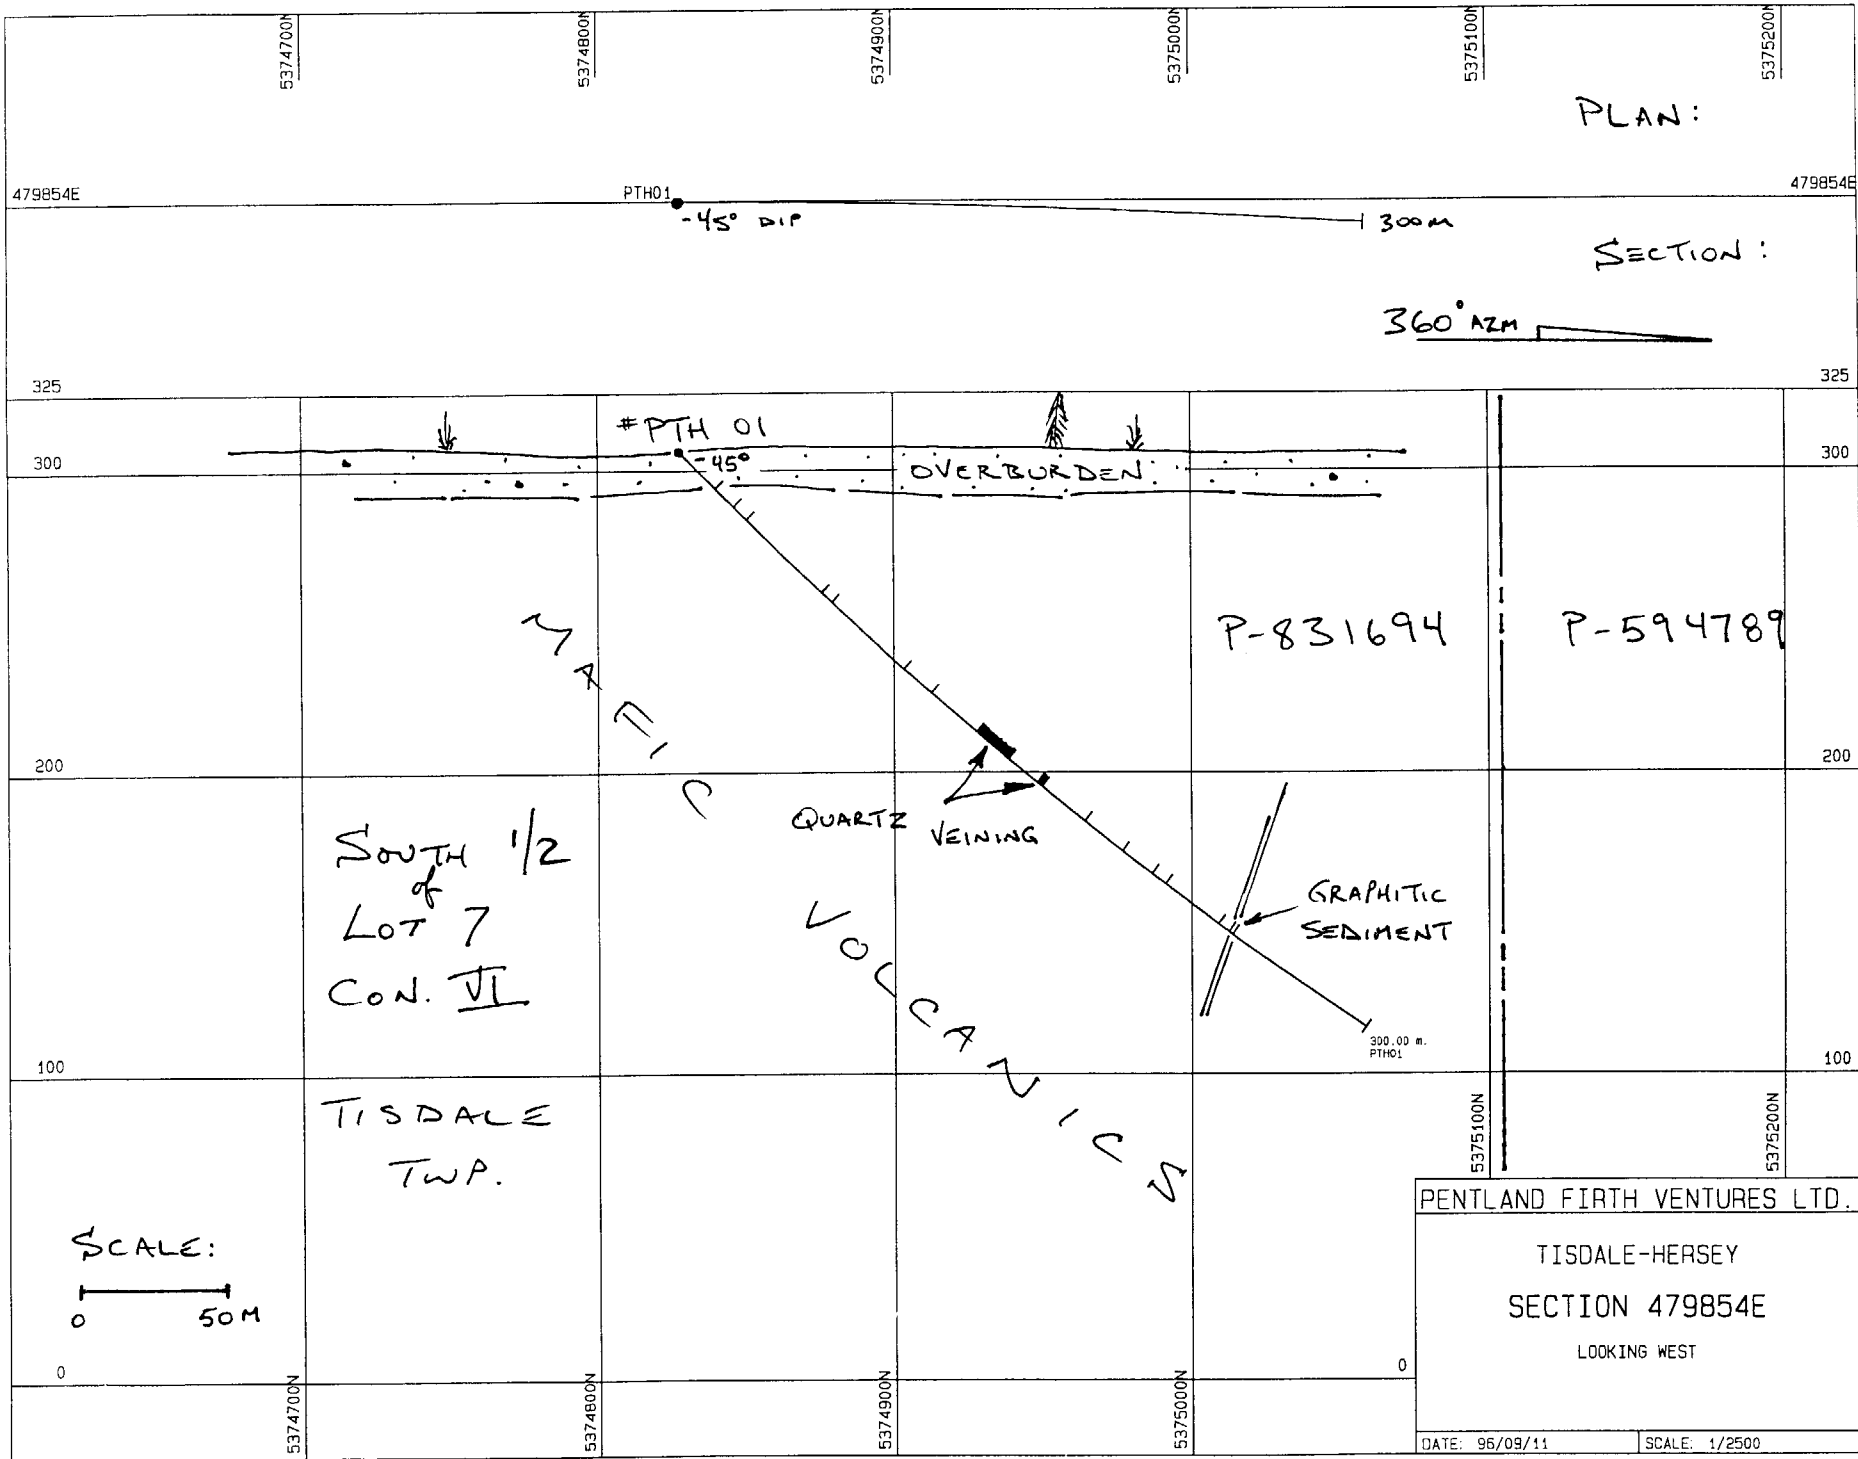 5374700N 5374800N 5374900N 5375000N 5375100N 5375200N
PLAN:
479854E PTH01 479854E
-45° DIP 300M
SECTION:
360° AZM
325 325
#PTH 01
-45°
300 OVERBURDEN 300
P-831694 P-594789
MAFIC VOLCANICS
200 200
QUARTZ VEINING
SOUTH 1/2
of
LOT 7
CON. VI
GRAPHITIC
SEDIMENT
300.00 m.
PTH01
100 100
TISDALE
TWP.
5375100N 5375200N
SCALE:
0 50M
0 0
5374700N 5374800N 5374900N 5375000N
PENTLAND FIRTH VENTURES LTD.
TISDALE-HERSEY
SECTION 479854E
LOOKING WEST
DATE: 96/09/11 SCALE: 1/2500